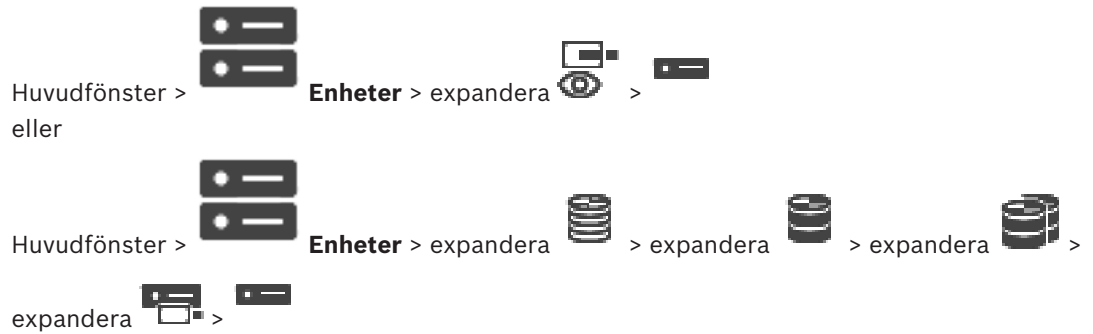 Huvudfönster > Enheter > expandera >
eller
Huvudfönster > Enheter > expandera > expandera > expandera >
expandera >